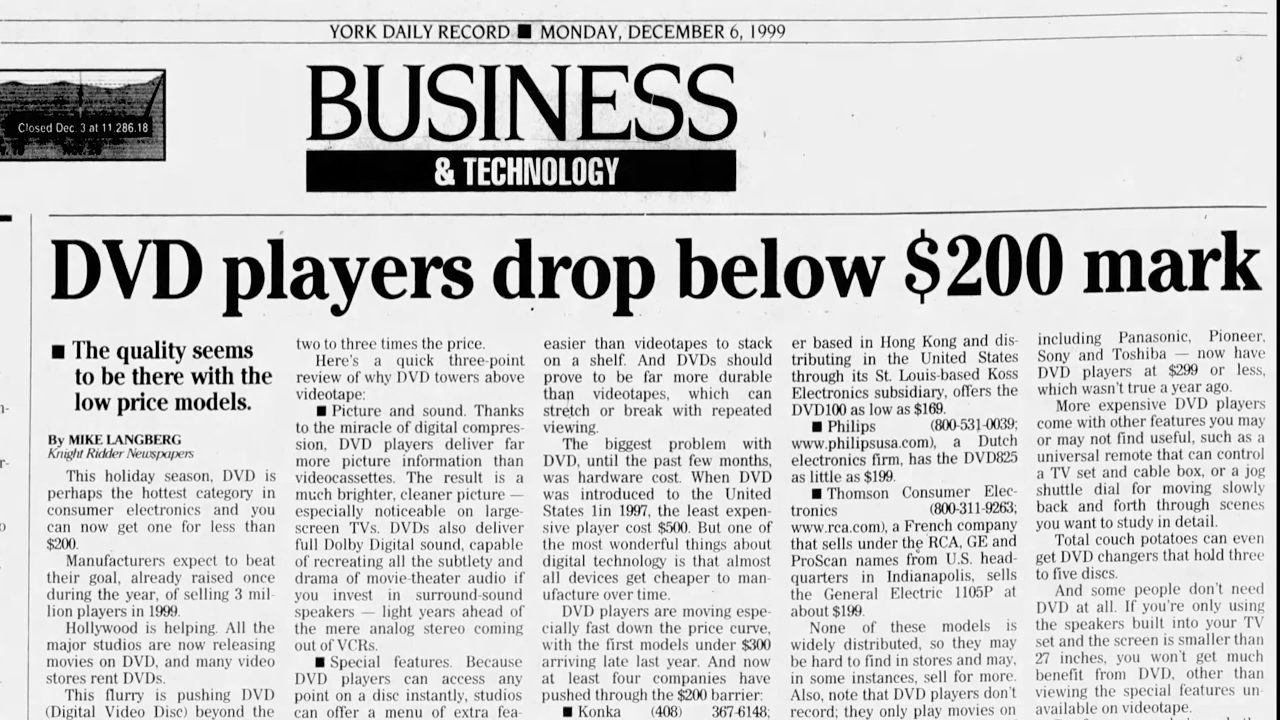 YORK DAILY RECORD ■ MONDAY, DECEMBER 6, 1999
Closed Dec. 3 at 11,286.18
BUSINESS
& TECHNOLOGY
DVD players drop below $200 mark
■ The quality seems
to be there with the
low price models.
By MIKE LANGBERG
Knight Ridder Newspapers
This holiday season, DVD is
perhaps the hottest category in
consumer electronics and you
can now get one for less than
$200.
Manufacturers expect to beat
their goal, already raised once
during the year, of selling 3 mil-
lion players in 1999.
Hollywood is helping. All the
major studios are now releasing
movies on DVD, and many video
stores rent DVDs.
This flurry is pushing DVD
(Digital Video Disc) beyond the
two to three times the price.
Here's a quick three-point
review of why DVD towers above
videotape:
■ Picture and sound. Thanks
to the miracle of digital compres-
sion, DVD players deliver far
more picture information than
videocassettes. The result is a
much brighter, cleaner picture —
especially noticeable on large-
screen TVs. DVDs also deliver
full Dolby Digital sound, capable
of recreating all the subtlety and
drama of movie-theater audio if
you invest in surround-sound
speakers — light years ahead of
the mere analog stereo coming
out of VCRs.
■ Special features. Because
DVD players can access any
point on a disc instantly, studios
can offer a menu of extra fea-
easier than videotapes to stack
on a shelf. And DVDs should
prove to be far more durable
than videotapes, which can
stretch or break with repeated
viewing.
The biggest problem with
DVD, until the past few months,
was hardware cost. When DVD
was introduced to the United
States 1in 1997, the least expen-
sive player cost $500. But one of
the most wonderful things about
digital technology is that almost
all devices get cheaper to man-
ufacture over time.
DVD players are moving espe-
cially fast down the price curve,
with the first models under $300
arriving late last year. And now
at least four companies have
pushed through the $200 barrier:
■ Konka (408) 367-6148;
er based in Hong Kong and dis-
tributing in the United States
through its St. Louis-based Koss
Electronics subsidiary, offers the
DVD100 as low as $169.
■ Philips (800-531-0039;
www.philipsusa.com), a Dutch
electronics firm, has the DVD825
as little as $199.
■ Thomson Consumer Elec-
tronics (800-311-9263;
www.rca.com), a French company
that sells under the RCA, GE and
ProScan names from U.S. head-
quarters in Indianapolis, sells
the General Electric 1105P at
about $199.
None of these models is
widely distributed, so they may
be hard to find in stores and may,
in some instances, sell for more.
Also, note that DVD players don't
record; they only play movies on
including Panasonic, Pioneer,
Sony and Toshiba — now have
DVD players at $299 or less,
which wasn't true a year ago.
More expensive DVD players
come with other features you may
or may not find useful, such as a
universal remote that can control
a TV set and cable box, or a jog
shuttle dial for moving slowly
back and forth through scenes
you want to study in detail.
Total couch potatoes can even
get DVD changers that hold three
to five discs.
And some people don't need
DVD at all. If you're only using
the speakers built into your TV
set and the screen is smaller than
27 inches, you won't get much
benefit from DVD, other than
viewing the special features un-
available on videotape.